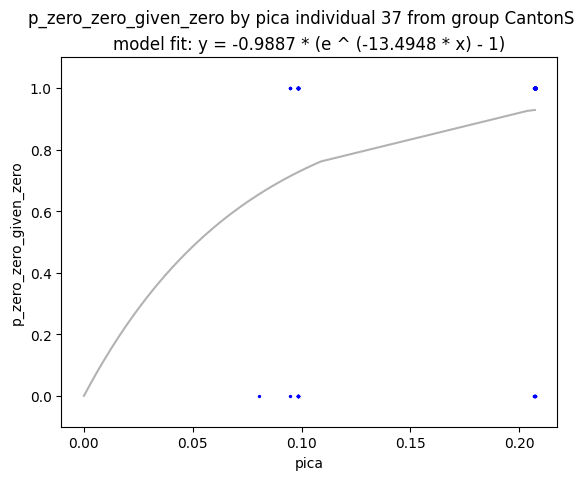 p_zero_zero_given_zero by pica individual 37 from group CantonS
model fit: y = -0.9887 * (e ^ (-13.4948 * x) - 1)
p_zero_zero_given_zero
1.0
0.8
0.6
0.4
0.2
0.0
0.00
0.05
0.10
0.15
0.20
pica